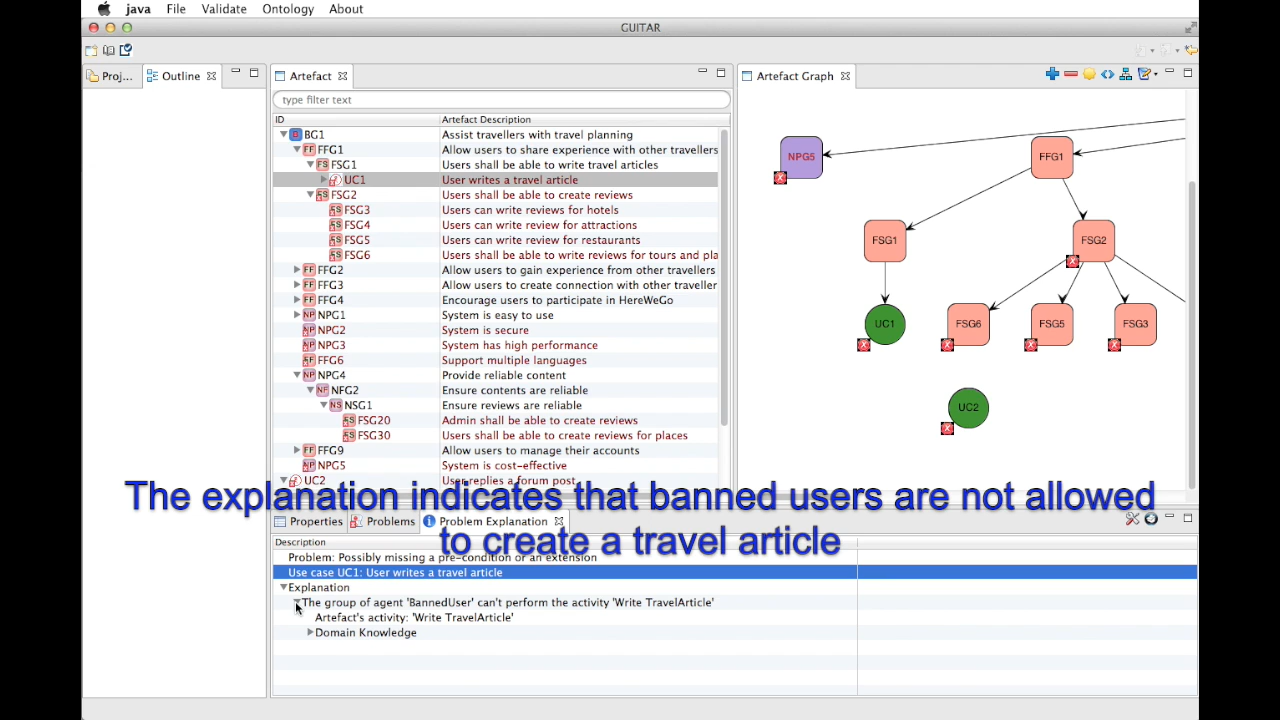 java File Validate Ontology About
GUITAR
Proj... Outline
Artefact
Artefact Graph
type filter text
ID Artefact Description
BG1 Assist travellers with travel planning
FFG1 Allow users to share experience with other travellers
FSG1 Users shall be able to write travel articles
UC1 User writes a travel article
FSG2 Users shall be able to create reviews
FSG3 Users can write reviews for hotels
FSG4 Users can write reviews for attractions
FSG5 Users can write review for restaurants
FSG6 Users shall be able to write reviews for tours and pla
FFG2 Allow users to gain experience from other travellers
FFG3 Allow users to create connection with other traveller
FFG4 Encourage users to participate in HereWeGo
NPG1 System is easy to use
NPG2 System is secure
NPG3 System has high performance
FFG6 Support multiple languages
NPG4 Provide reliable content
NFG2 Ensure contents are reliable
NSG1 Ensure reviews are reliable
FSG20 Admin shall be able to create reviews
FSG30 Users shall be able to create reviews for places
FFG9 Allow users to manage their accounts
NPG5 System is cost-effective
UC2 User replies a forum post
NPG5
FFG1
FSG1
FSG2
UC1
FSG6
FSG5
FSG3
UC2
The explanation indicates that banned users are not allowed
to create a travel article
Properties Problems Problem Explanation
Description
Problem: Possibly missing a pre-condition or an extension
Use case UC1: User writes a travel article
Explanation
The group of agent 'BannedUser' can't perform the activity 'Write TravelArticle'
Artefact's activity: 'Write TravelArticle'
Domain Knowledge